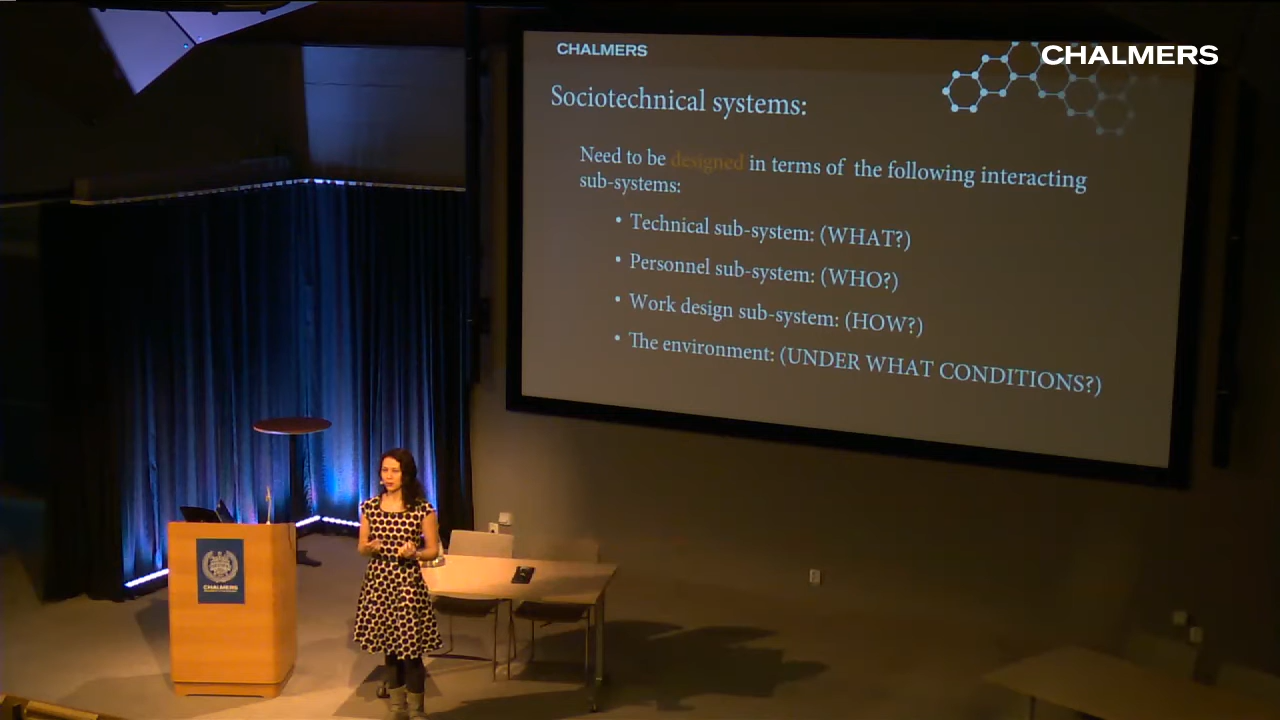 CHALMERS
CHALMERS
Sociotechnical systems:
Need to be designed in terms of the following interacting
sub-systems:
• Technical sub-system: (WHAT?)
• Personnel sub-system: (WHO?)
• Work design sub-system: (HOW?)
• The environment: (UNDER WHAT CONDITIONS?)
CHALMERS